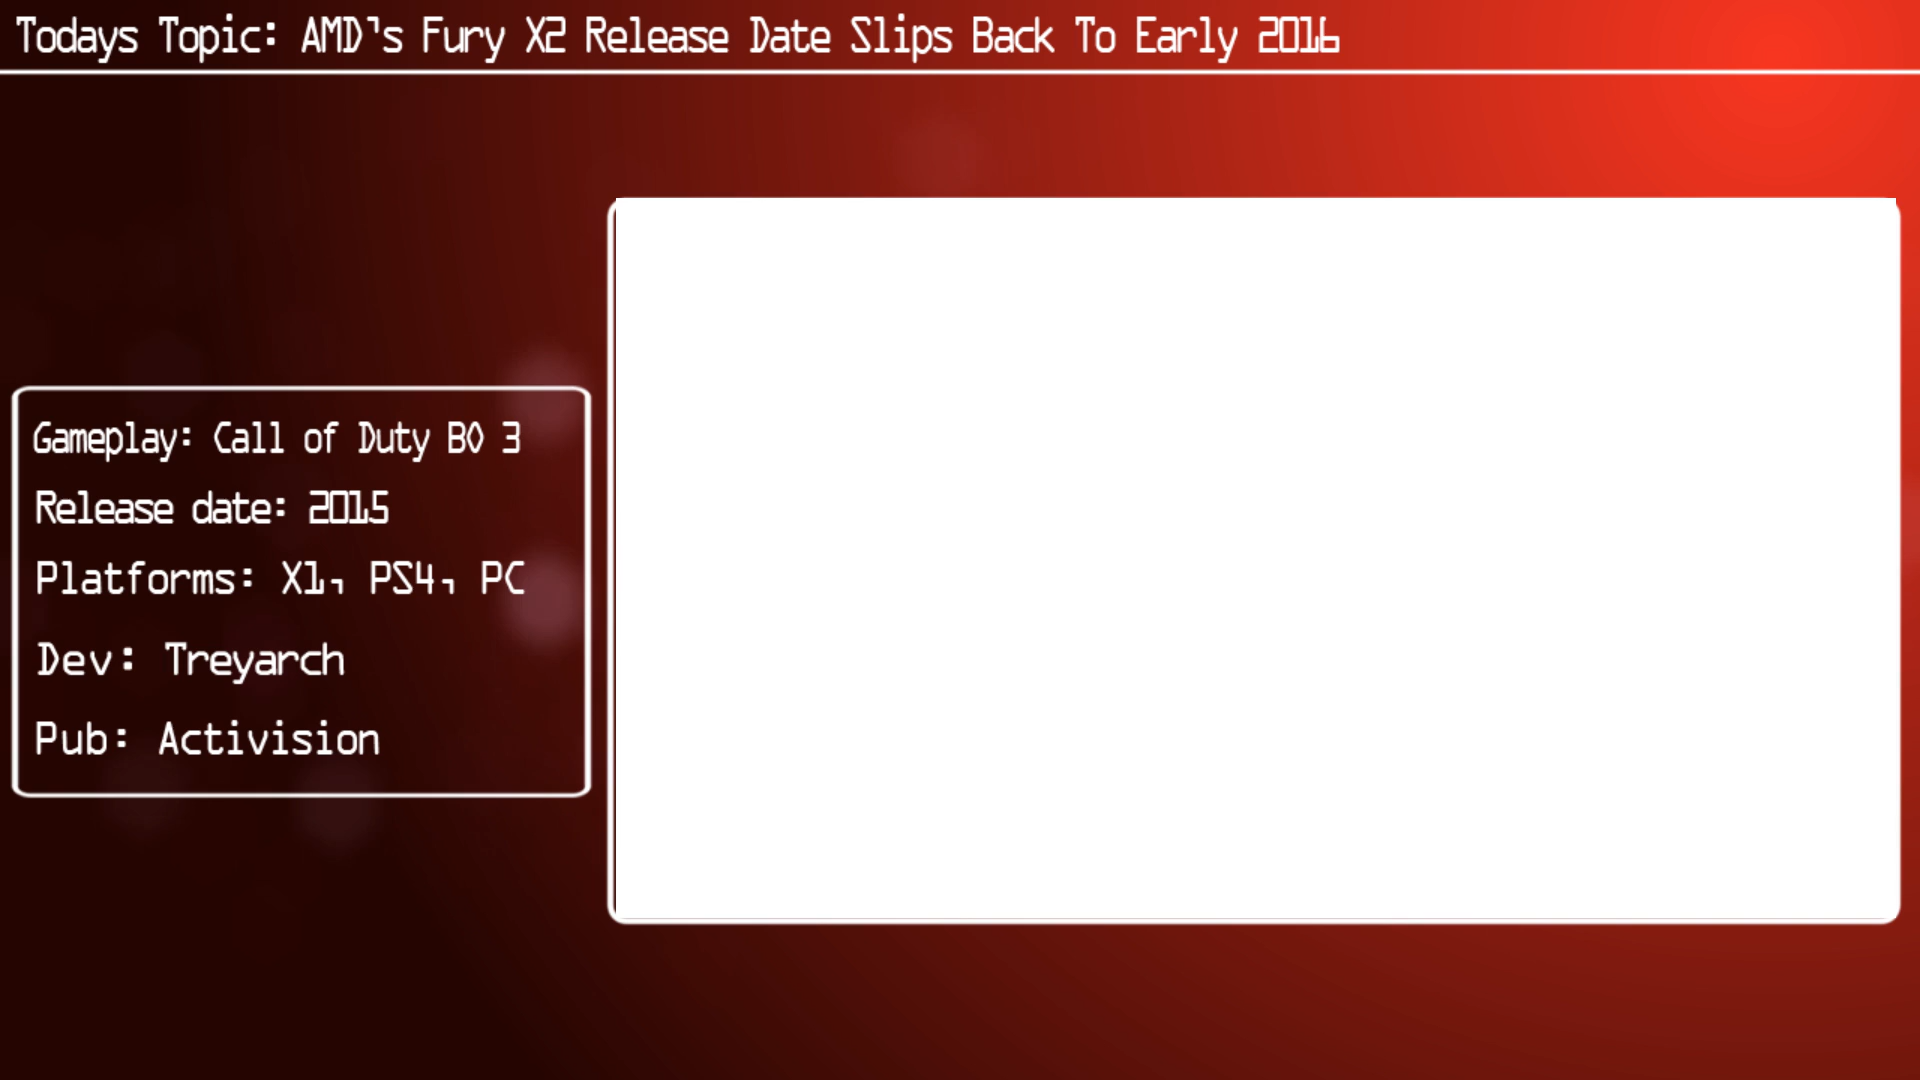 Todays Topic: AMD's Fury X2 Release Date Slips Back To Early 2016
Gameplay: Call of Duty BO 3
Release date: 2015
Platforms: X1, PS4, PC
Dev: Treyarch
Pub: Activision